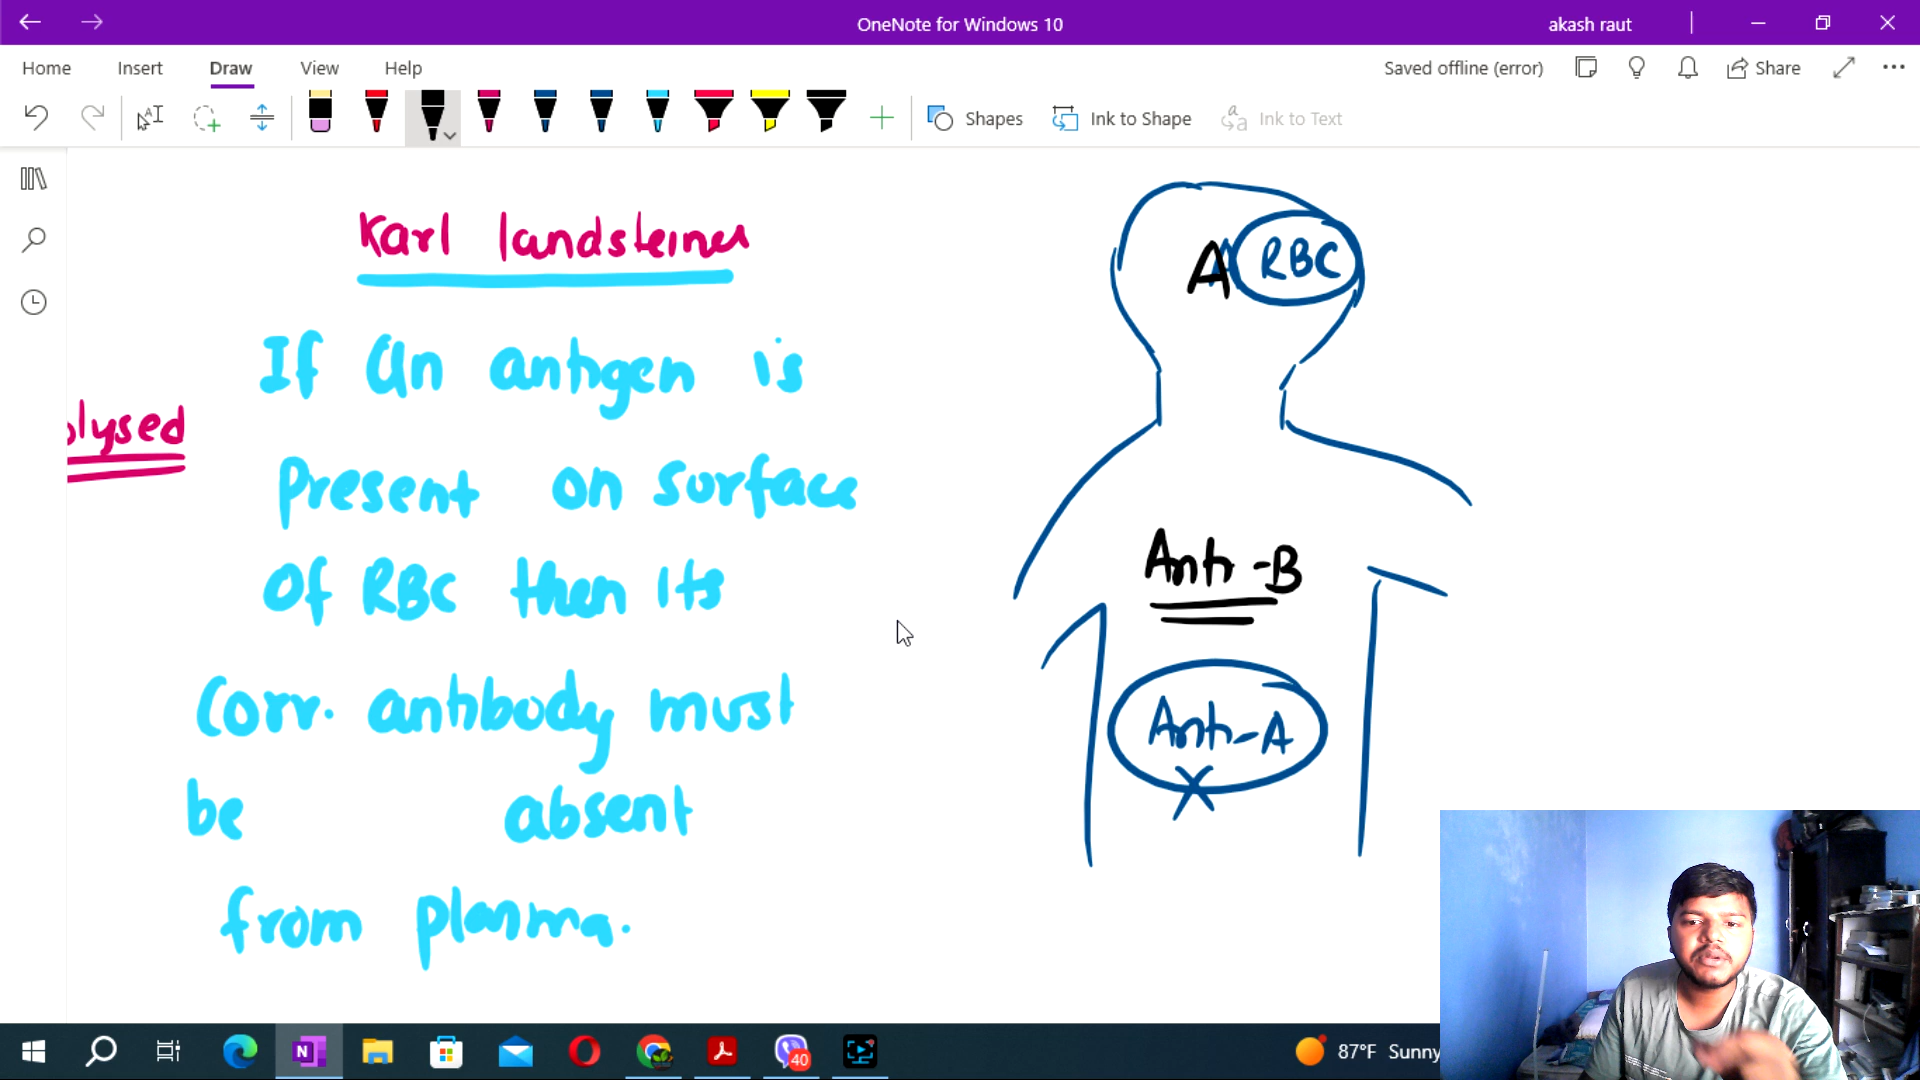 OneNote for Windows 10
akash raut
Home Insert Draw View Help
Saved offline (error)
Share
Shapes
Ink to Shape
Ink to Text
Karl landsteiner
If an antigen is
olysed
Present on surface
Of RBC then its
Corr. antibody must
be absent
from plasma.
A RBC
Anti-B
Anti-A
X
N
40
87°F Sunny